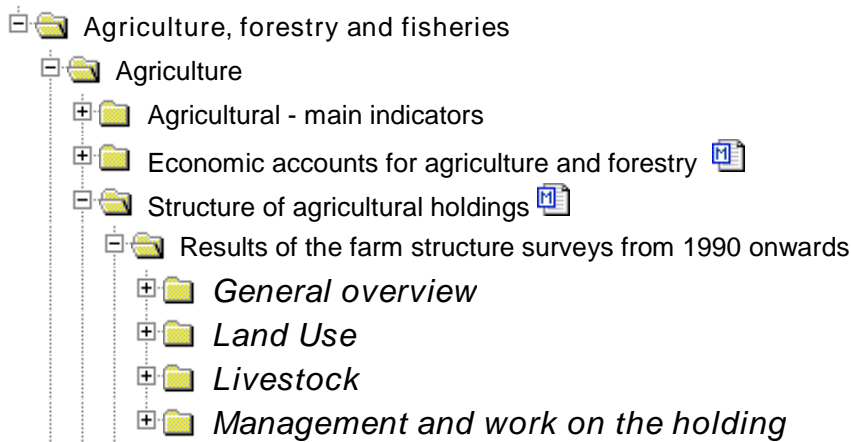 Agriculture, forestry and fisheries
Agriculture
Agricultural - main indicators
Economic accounts for agriculture and forestry M
Structure of agricultural holdings M
Results of the farm structure surveys from 1990 onwards
General overview
Land Use
Livestock
Management and work on the holding